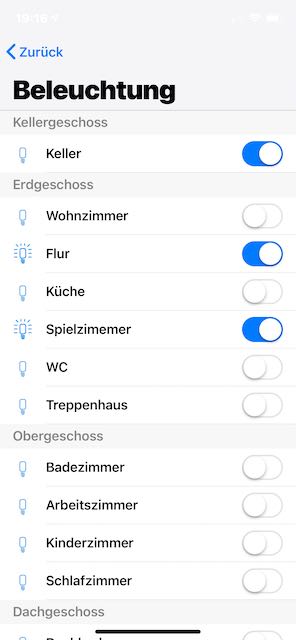 19:16
Zurück
Beleuchtung
Kellergeschoss
Keller
Erdgeschoss
Wohnzimmer
Flur
Küche
Spielzimemer
WC
Treppenhaus
Obergeschoss
Badezimmer
Arbeitszimmer
Kinderzimmer
Schlafzimmer
Dachgeschoss